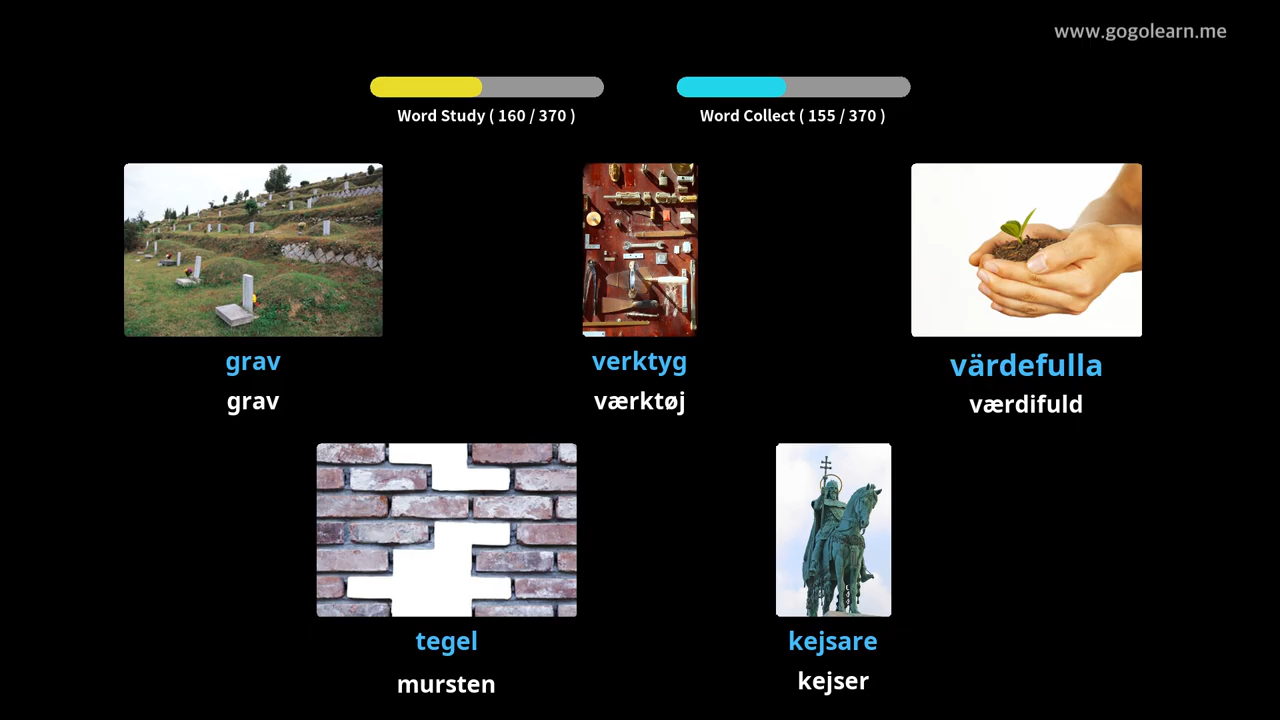 www.gogolearn.me
Word Study ( 160 / 370 )
Word Collect ( 155 / 370 )
grav
grav
verktyg
værktøj
värdefulla
værdifuld
tegel
mursten
kejsare
kejser